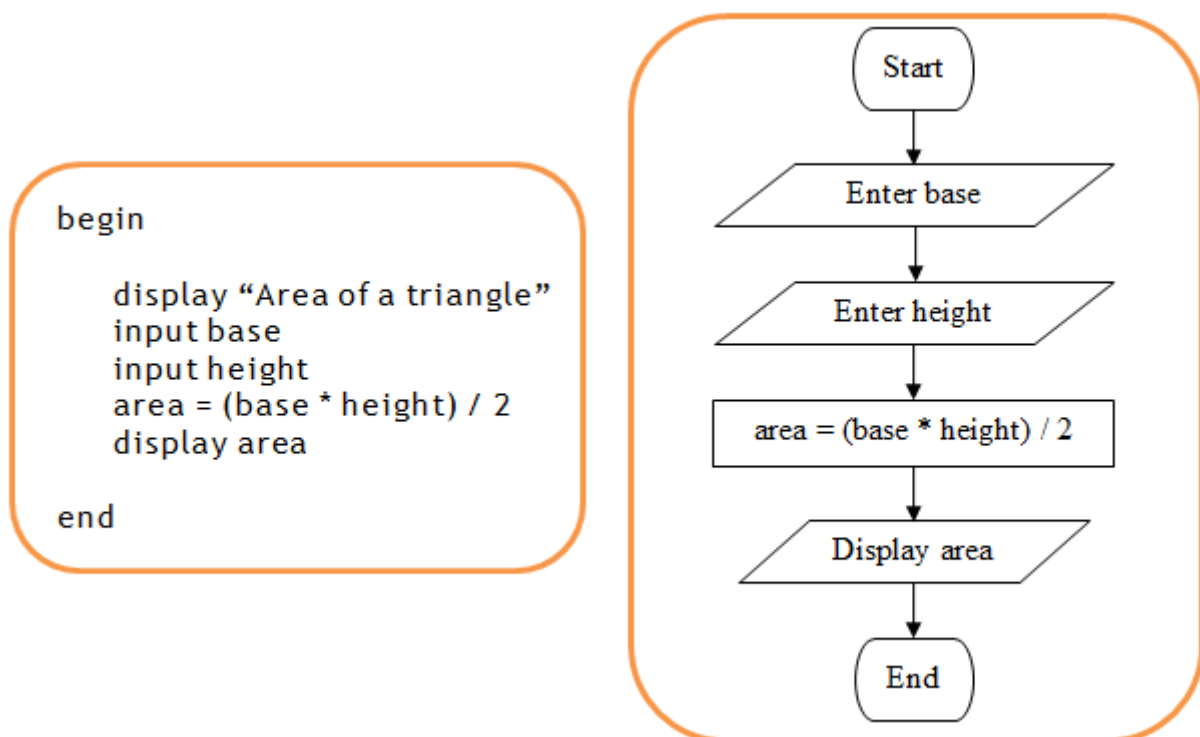 begin
display “Area of a triangle”
input base
input height
area = (base * height) / 2
display area
end
Start
Enter base
Enter height
area = (base * height) / 2
Display area
End